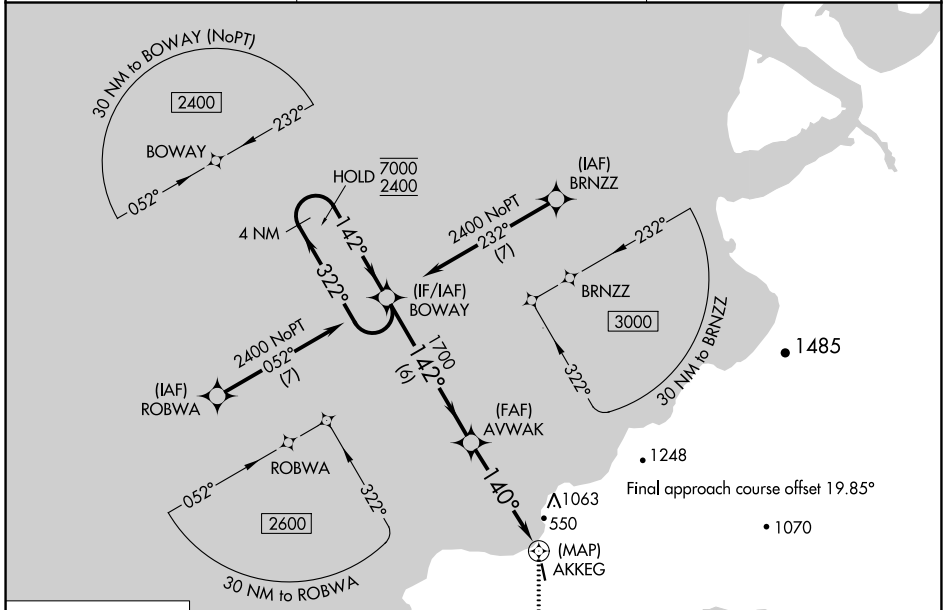 30 NM to BOWAY (NoPT)
2400
232°
BOWAY
052°
HOLD 7000
2400
4 NM
142°
322°
(IAF)
BRNZZ
2400 NoPT
232°
(7)
(IF/IAF)
BOWAY
232°
BRNZZ
3000
322°
30 NM to BRNZZ
1485
2400 NoPT
052°
(7)
(IAF)
ROBWA
1700
142°
(6)
(FAF)
AVWAK
ROBWA
052°
322°
2600
30 NM to ROBWA
140°
1248
Final approach course offset 19.85°
1063
550
1070
(MAP)
AKKEG